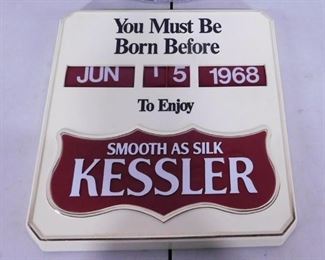 You Must Be
Born Before
JUN 15 1968
To Enjoy
SMOOTH AS SILK
KESSLER